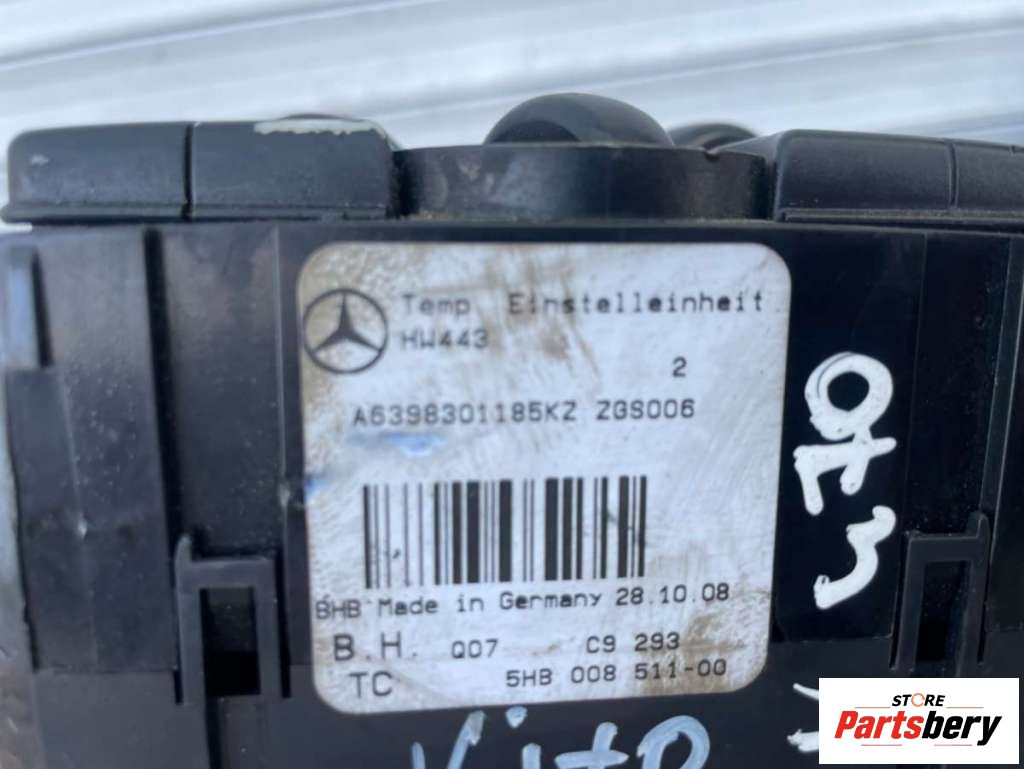 Temp Einstelleinheit
HW443
2
A6398301185KZ ZGS006
BHB Made in Germany 28.10.08
B.H. Q07 C9 293
TC 5HB 008 511-00
Vito
STORE
Partsbery